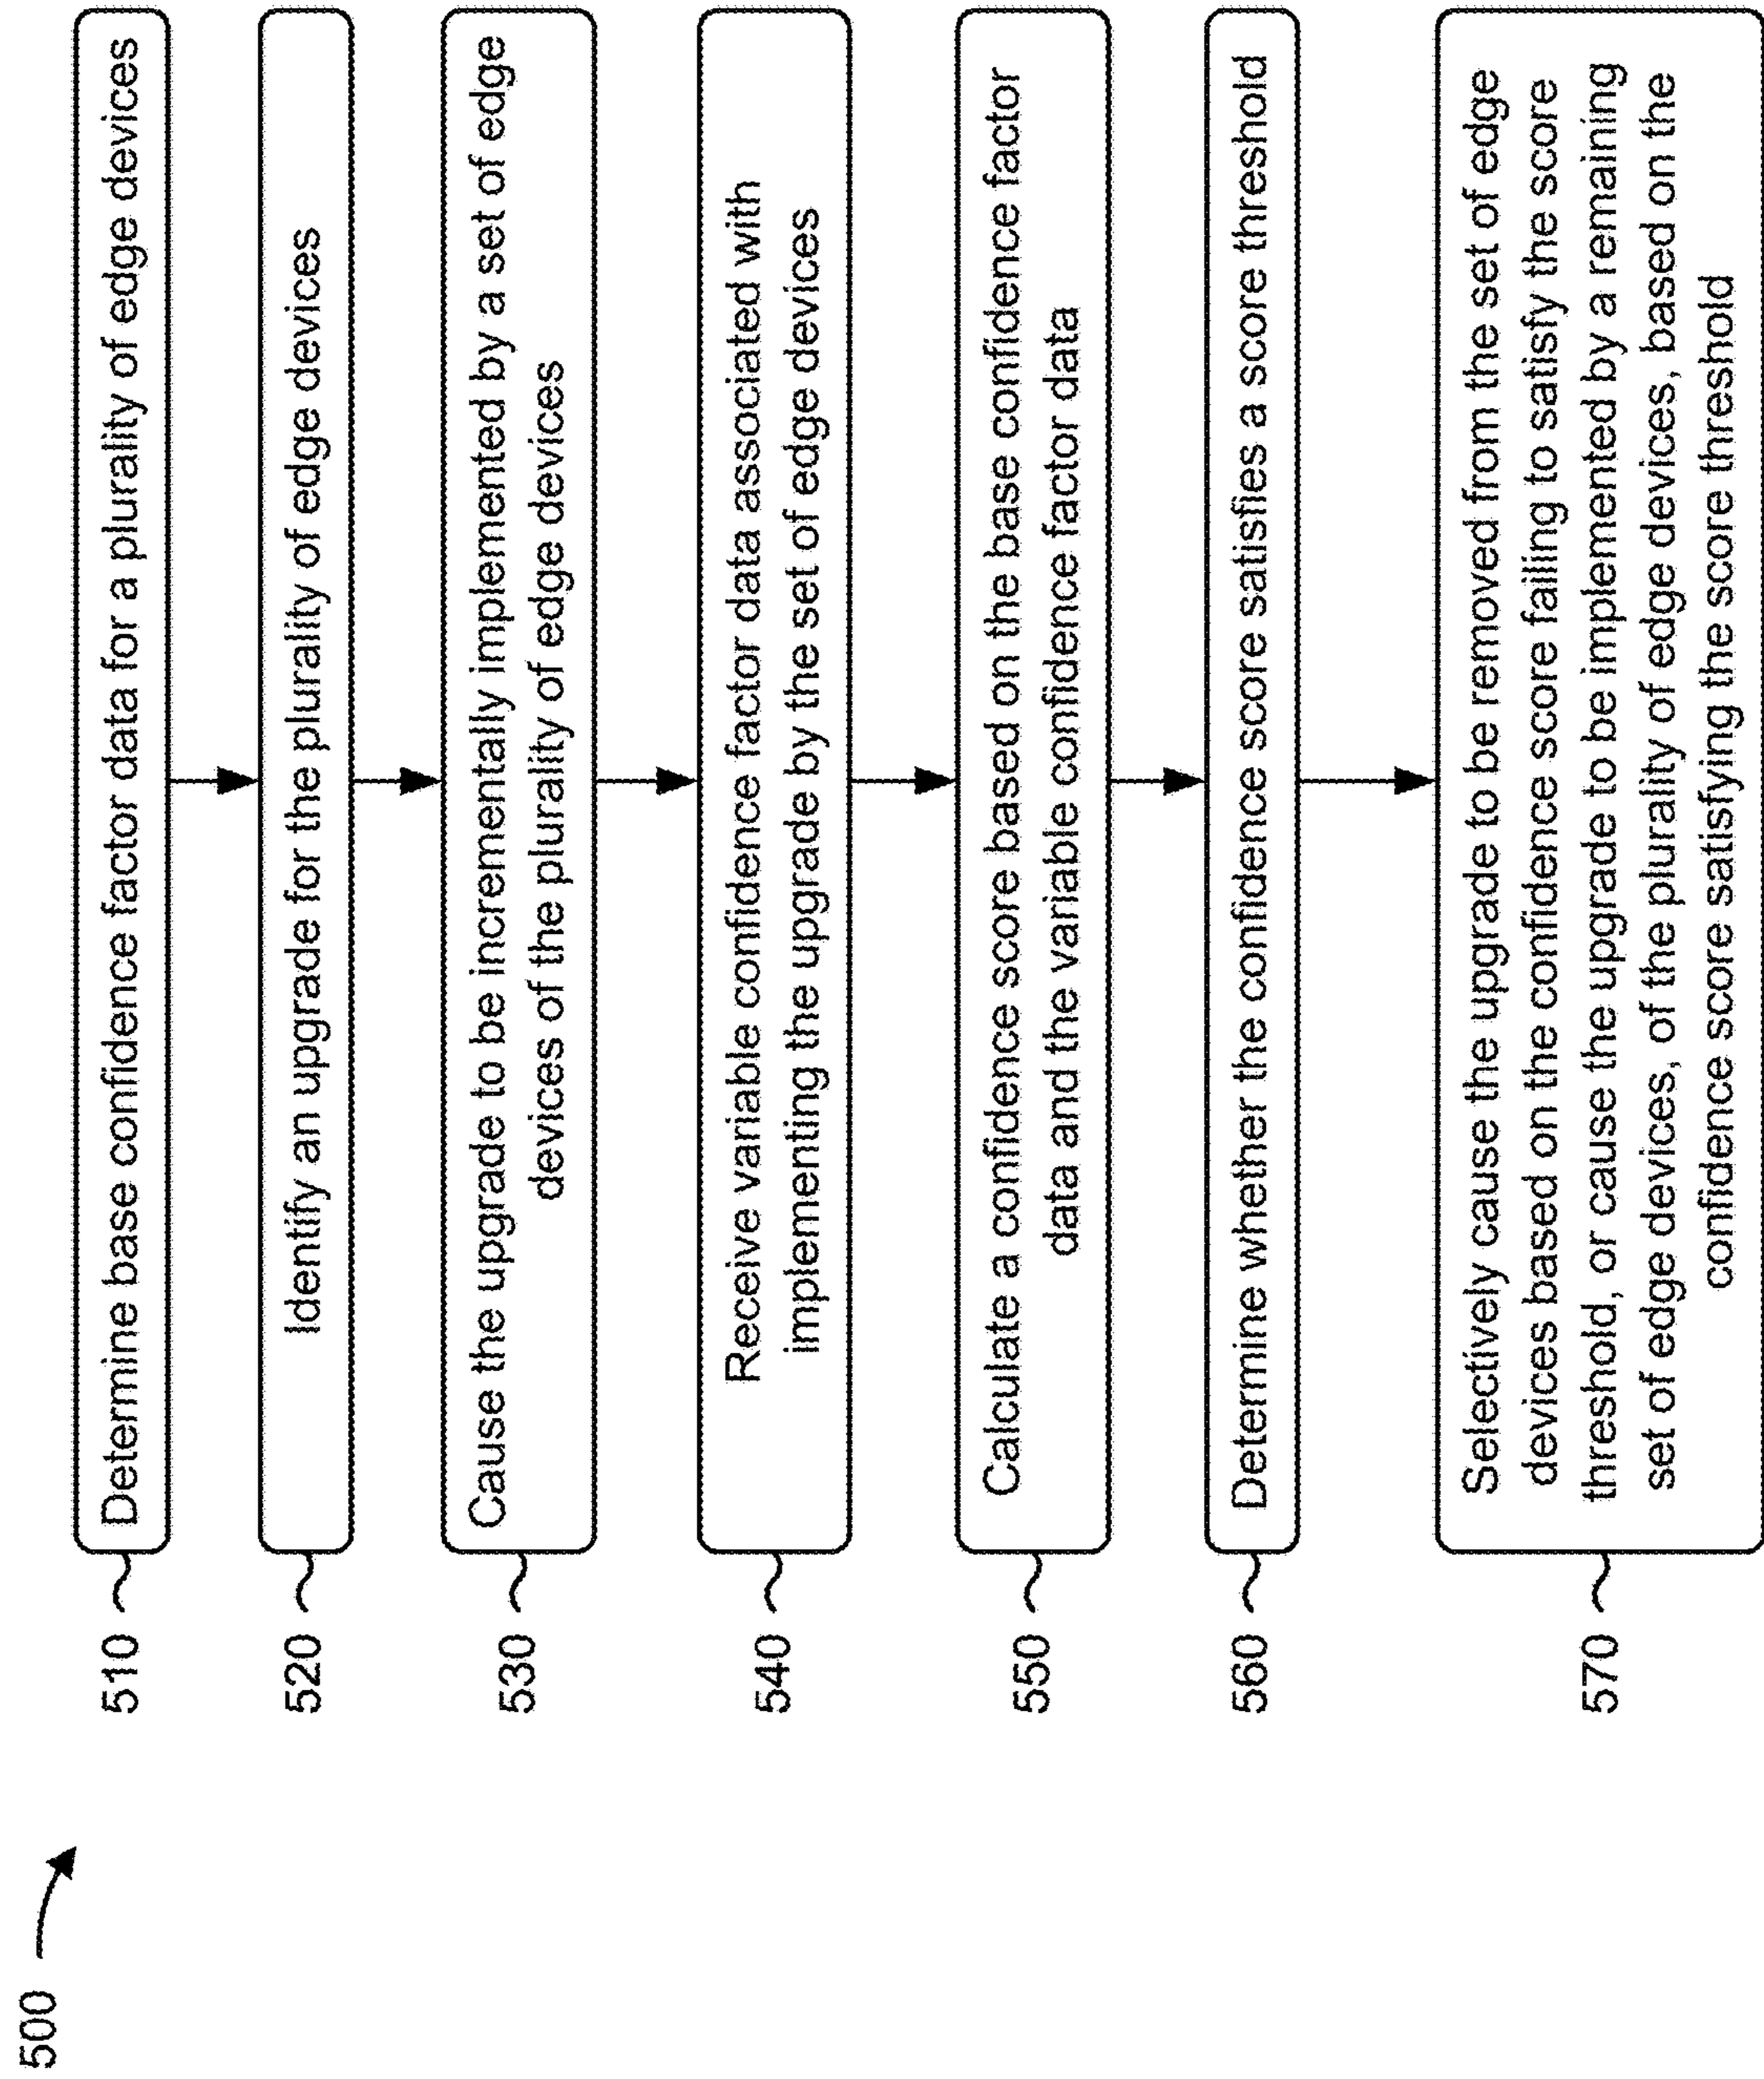 500
510
Determine base confidence factor data for a plurality of edge devices
520
Identify an upgrade for the plurality of edge devices
530
Cause the upgrade to be incrementally implemented by a set of edge
devices of the plurality of edge devices
540
Receive variable confidence factor data associated with
implementing the upgrade by the set of edge devices
550
Calculate a confidence score based on the base confidence factor
data and the variable confidence factor data
560
Determine whether the confidence score satisfies a score threshold
570
Selectively cause the upgrade to be removed from the set of edge
devices based on the confidence score failing to satisfy the score
threshold, or cause the upgrade to be implemented by a remaining
set of edge devices, of the plurality of edge devices, based on the
confidence score satisfying the score threshold